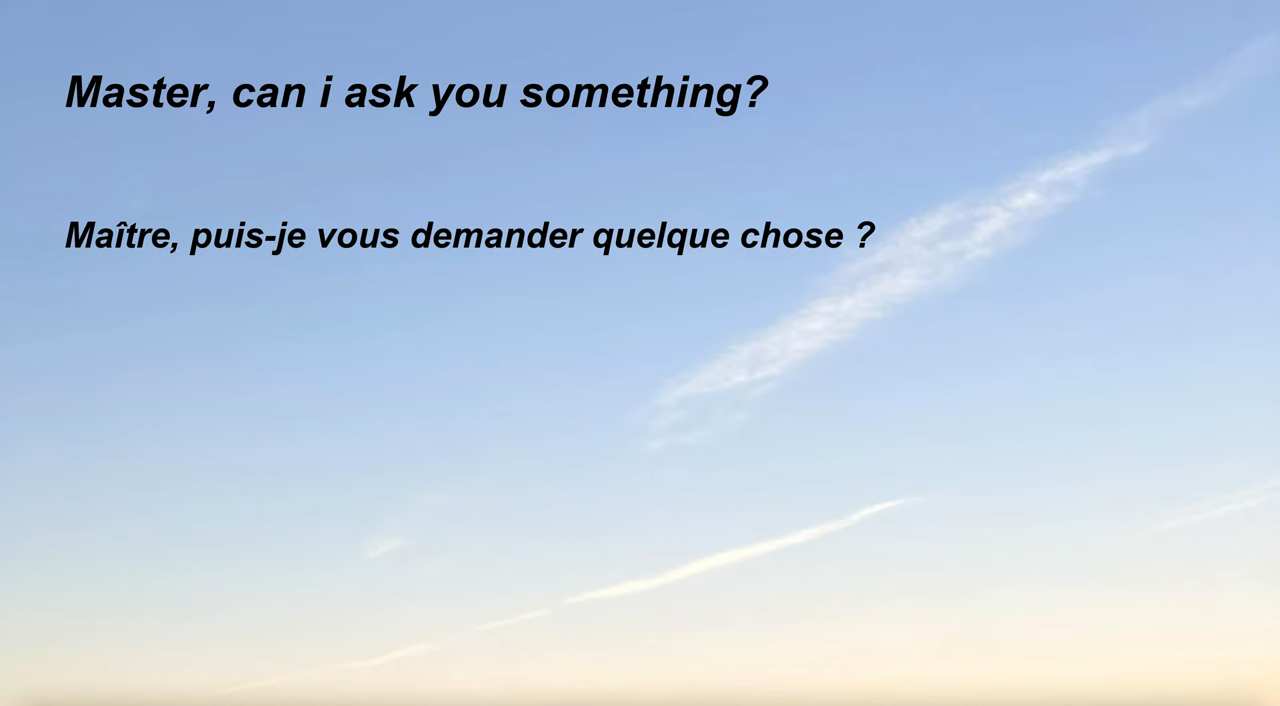 Master, can i ask you something?
Maître, puis-je vous demander quelque chose ?